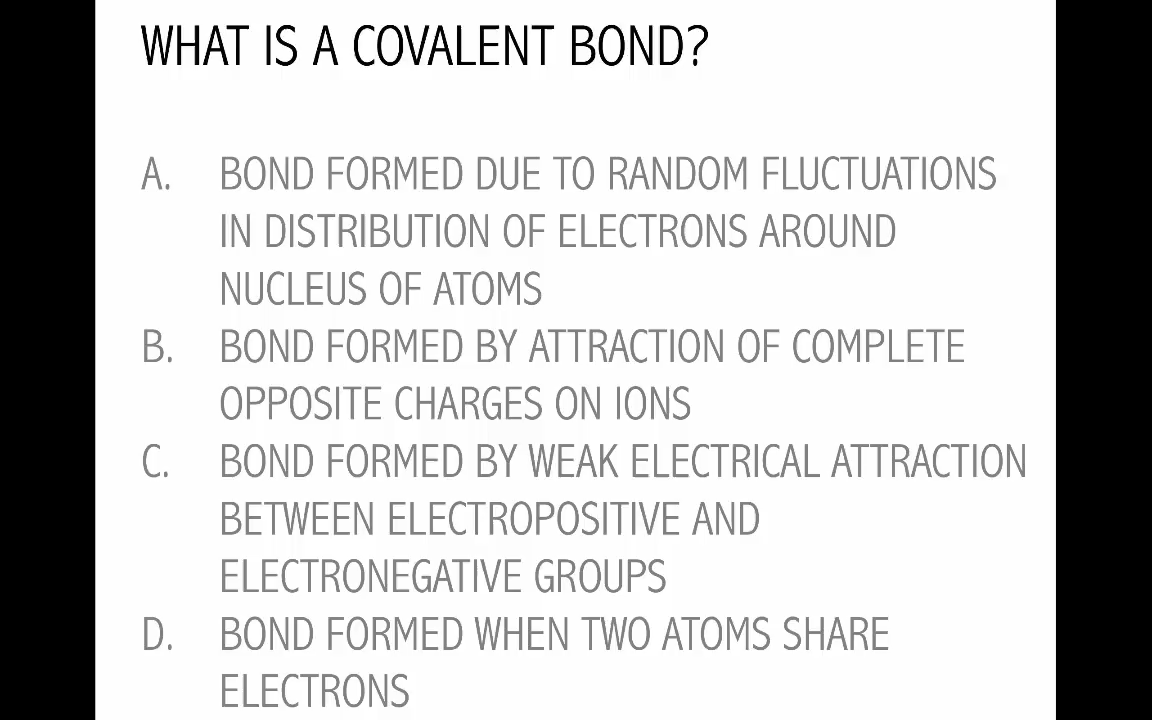 WHAT IS A COVALENT BOND?
A. BOND FORMED DUE TO RANDOM FLUCTUATIONS
IN DISTRIBUTION OF ELECTRONS AROUND
NUCLEUS OF ATOMS
B. BOND FORMED BY ATTRACTION OF COMPLETE
OPPOSITE CHARGES ON IONS
C. BOND FORMED BY WEAK ELECTRICAL ATTRACTION
BETWEEN ELECTROPOSITIVE AND
ELECTRONEGATIVE GROUPS
D. BOND FORMED WHEN TWO ATOMS SHARE
ELECTRONS